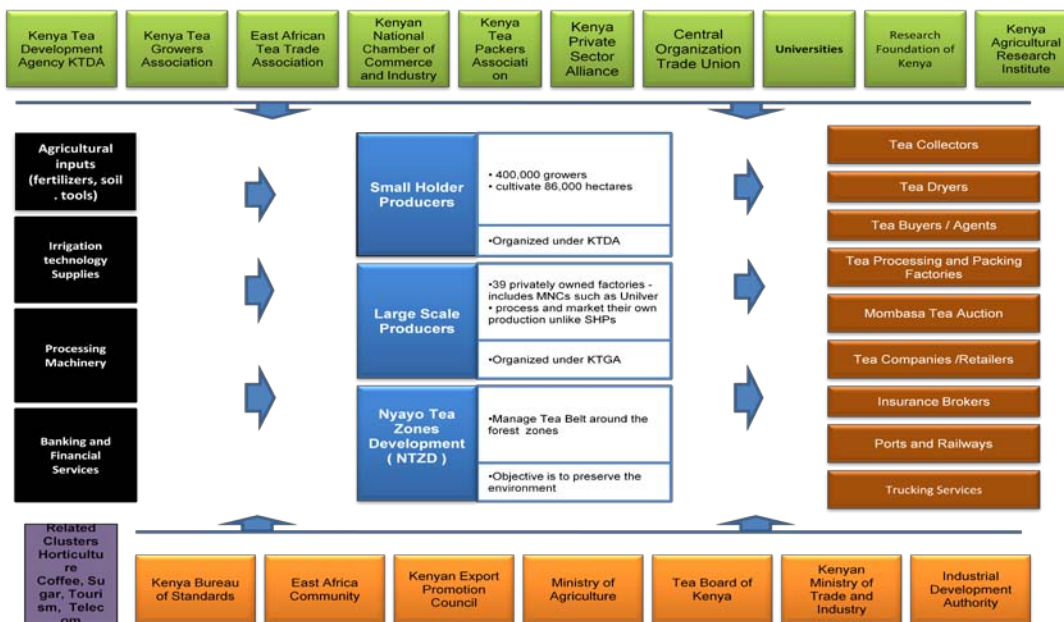 Kenya Tea
Development
Agency KTDA
Kenya Tea
Growers
Association
East African
Tea Trade
Association
Kenyan
National
Chamber of
Commerce
and Industry
Kenya
Tea
Packers
Associati
on
Kenya
Private
Sector
Alliance
Central
Organization
Trade Union
Universities
Research
Foundation of
Kenya
Kenya
Agricultural
Research
Institute
Agricultural
inputs
(fertilizers, soil
. tools)
Irrigation
technology
Supplies
Processing
Machinery
Banking and
Financial
Services
Small Holder
Producers
• 400,000 growers
• cultivate 86,000 hectares
•Organized under KTDA
Large Scale
Producers
•39 privately owned factories -
includes MNCs such as Unilver
• process and market their own
production unlike SHPs
•Organized under KTGA
Nyayo Tea
Zones
Development
( NTZD )
•Manage Tea Belt around the
forest zones
•Objective is to preserve the
environment
Tea Collectors
Tea Dryers
Tea Buyers / Agents
Tea Processing and Packing
Factories
Mombasa Tea Auction
Tea Companies /Retailers
Insurance Brokers
Ports and Railways
Trucking Services
Related
Clusters
Horticultu
re
Coffee, Su
gar, Touri
sm, Telec
om
Kenya Bureau
of Standards
East Africa
Community
Kenyan Export
Promotion
Council
Ministry of
Agriculture
Tea Board of
Kenya
Kenyan
Ministry of
Trade and
Industry
Industrial
Development
Authority